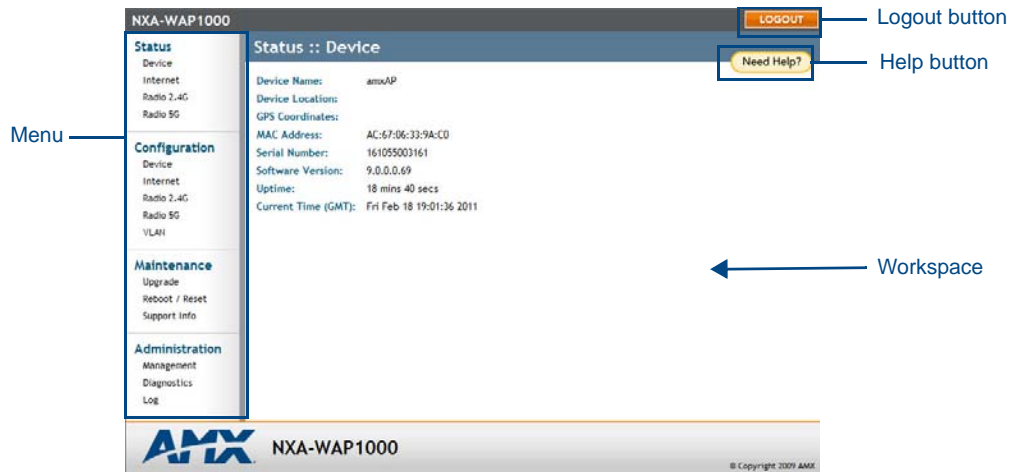 NXA-WAP1000
LOGOUT
Logout button
Status
Device
Internet
Radio 2.4G
Radio 5G
Status :: Device
Need Help?
Help button
Device Name: amxAP
Device Location:
GPS Coordinates:
MAC Address: AC:67:06:33:9A:C0
Serial Number: 161055003161
Software Version: 9.0.0.0.69
Uptime: 18 mins 40 secs
Current Time (GMT): Fri Feb 18 19:01:36 2011
Menu
Configuration
Device
Internet
Radio 2.4G
Radio 5G
VLAN
Maintenance
Upgrade
Reboot / Reset
Support Info
Workspace
Administration
Management
Diagnostics
Log
AMX NXA-WAP1000
© Copyright 2009 AMX